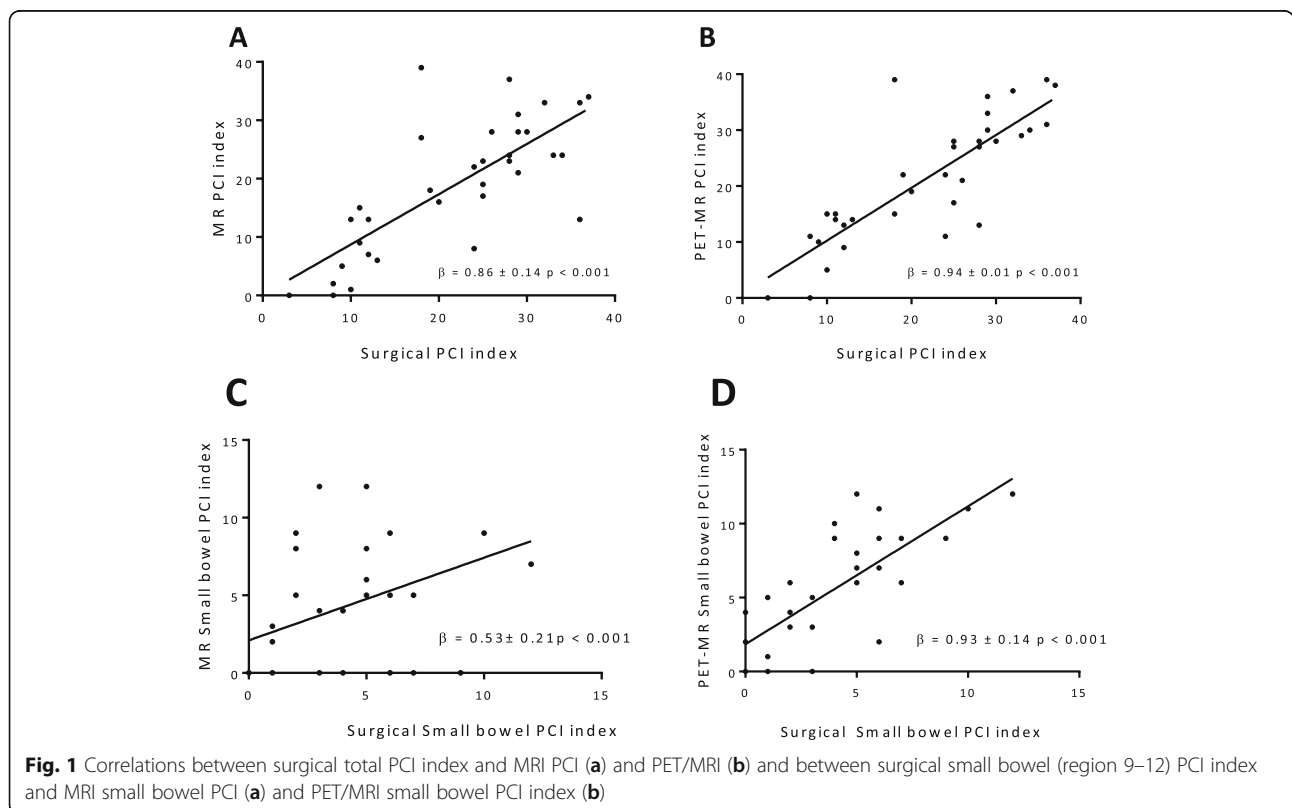 A
MR PCI index
40
30
20
10
0
0 10 20 30 40
β = 0.86 ± 0.14 p < 0.001
Surgical PCI index
B
PET-MR PCI index
40
30
20
10
0
0 10 20 30 40
β = 0.94 ± 0.01 p < 0.001
Surgical PCI index
C
MR Small bowel PCI index
15
10
5
0
0 5 10 15
β = 0.53± 0.21p < 0.001
Surgical Small bowel PCI index
D
PET-MR Small bowel PCI index
15
10
5
0
0 5 10 15
β = 0.93 ± 0.14 p < 0.001
Surgical Small bowel PCI index
Fig. 1 Correlations between surgical total PCI index and MRI PCI (a) and PET/MRI (b) and between surgical small bowel (region 9–12) PCI index
and MRI small bowel PCI (a) and PET/MRI small bowel PCI index (b)